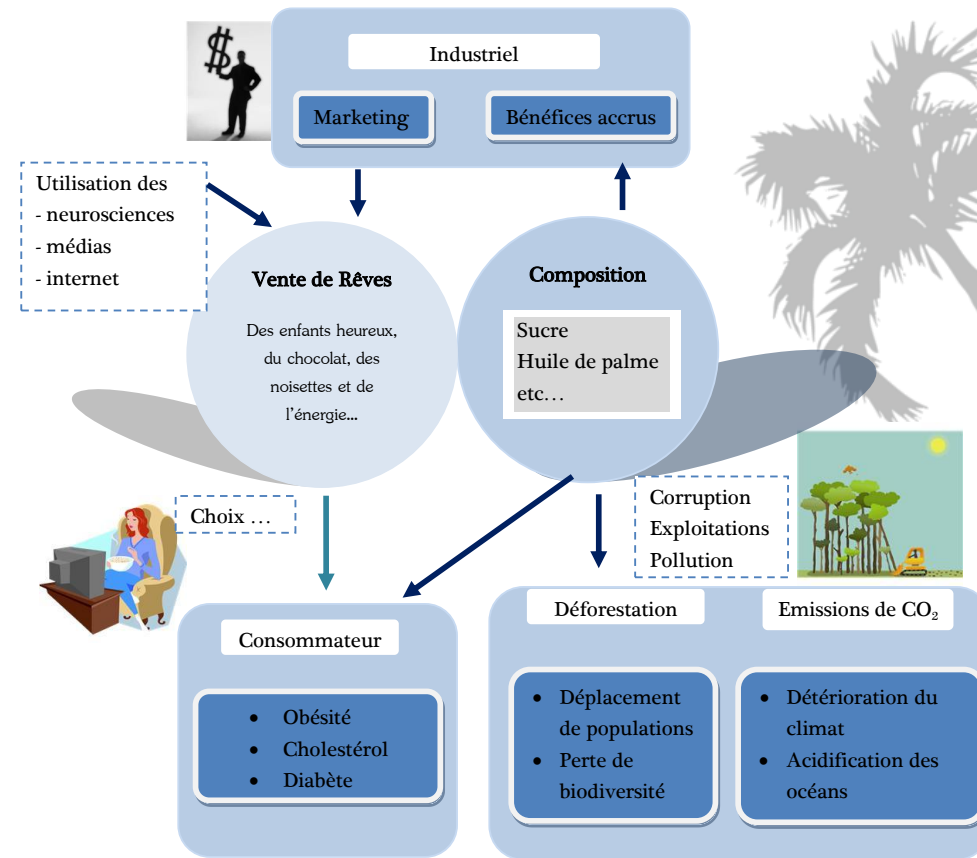 Industriel
Marketing
Bénéfices accrus
Utilisation des
- neurosciences
- médias
- internet
Vente de Rêves
Des enfants heureux,
du chocolat, des
noisettes et de
l'énergie...
Composition
Sucre
Huile de palme
etc…
Choix …
Corruption
Exploitations
Pollution
Consommateur
• Obésité
• Cholestérol
• Diabète
Déforestation
• Déplacement
de populations
• Perte de
biodiversité
Emissions de CO₂
• Détérioration du
climat
• Acidification des
océans